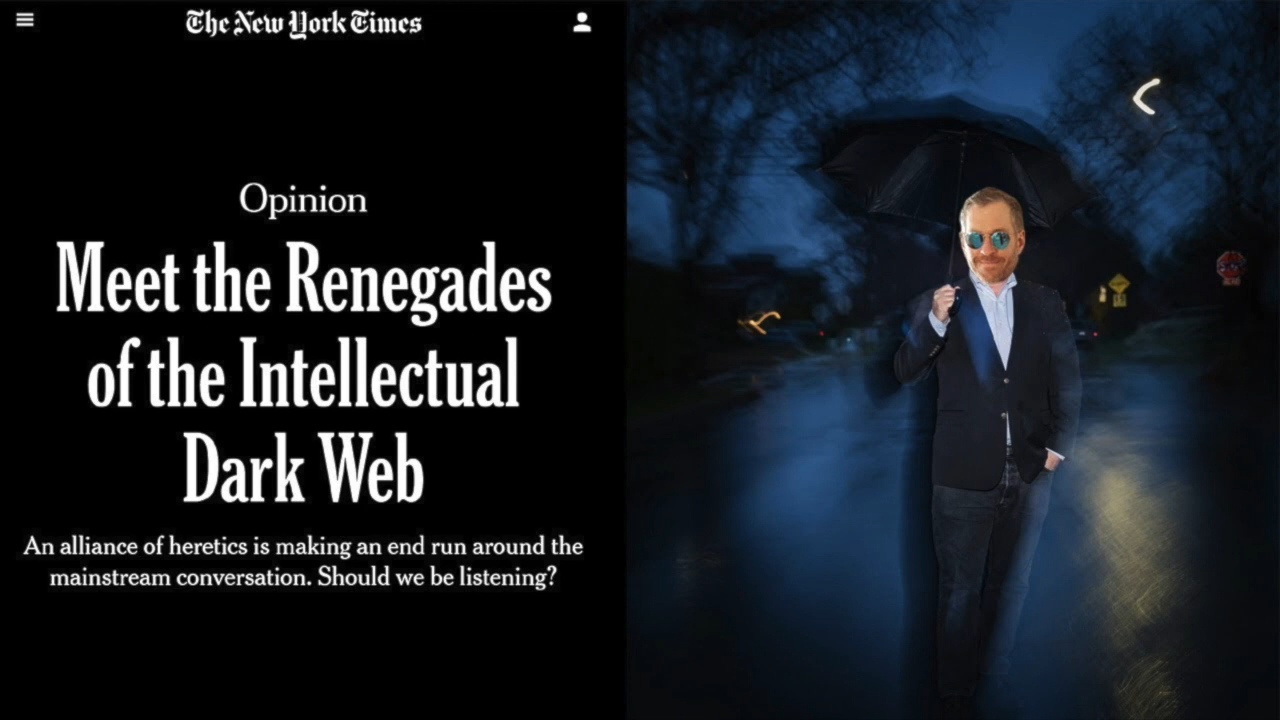 The New York Times
Opinion
Meet the Renegades
of the Intellectual
Dark Web
An alliance of heretics is making an end run around the
mainstream conversation. Should we be listening?